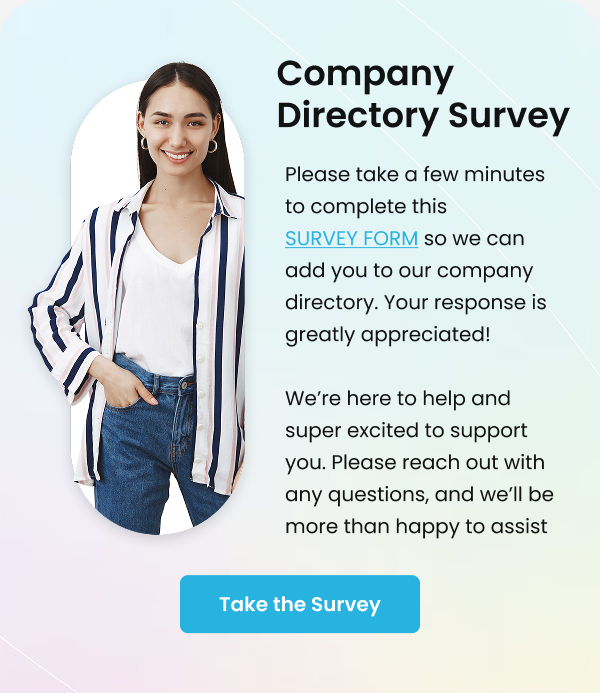 Company
Directory Survey
Please take a few minutes
to complete this
SURVEY FORM so we can
add you to our company
directory. Your response is
greatly appreciated!
We’re here to help and
super excited to support
you. Please reach out with
any questions, and we’ll be
more than happy to assist
Take the Survey